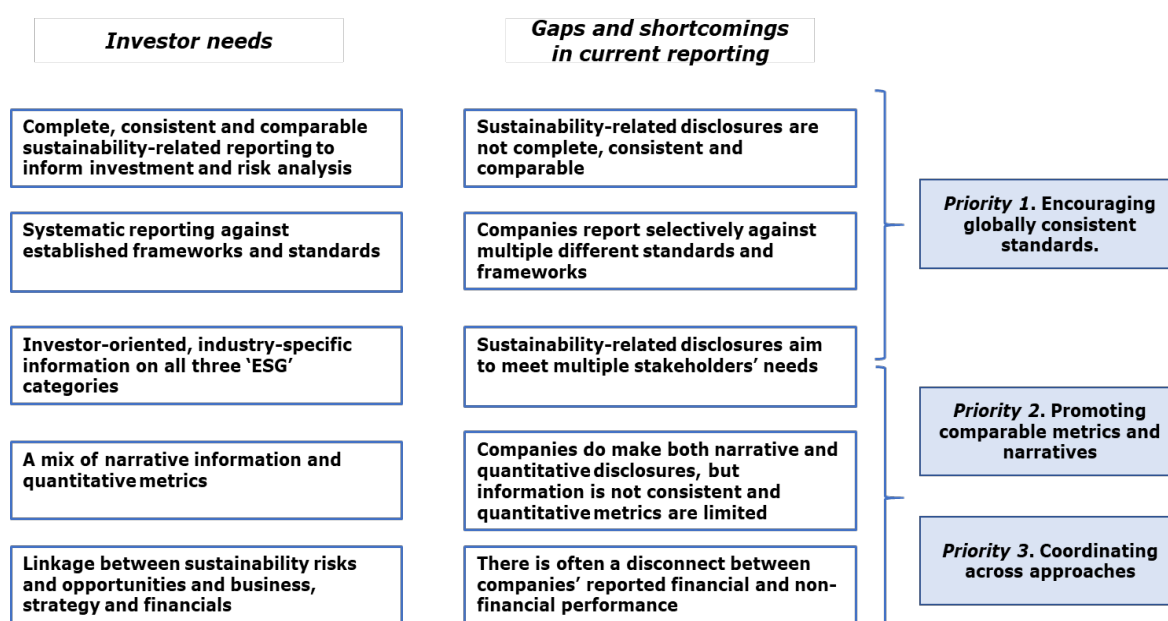 Investor needs
Gaps and shortcomings
in current reporting
Complete, consistent and comparable
sustainability-related reporting to
inform investment and risk analysis
Sustainability-related disclosures are
not complete, consistent and
comparable
Systematic reporting against
established frameworks and standards
Companies report selectively against
multiple different standards and
frameworks
Investor-oriented, industry-specific
information on all three ‘ESG’
categories
Sustainability-related disclosures aim
to meet multiple stakeholders’ needs
A mix of narrative information and
quantitative metrics
Companies do make both narrative and
quantitative disclosures, but
information is not consistent and
quantitative metrics are limited
Linkage between sustainability risks
and opportunities and business,
strategy and financials
There is often a disconnect between
companies’ reported financial and non-
financial performance
Priority 1. Encouraging
globally consistent
standards.
Priority 2. Promoting
comparable metrics and
narratives
Priority 3. Coordinating
across approaches